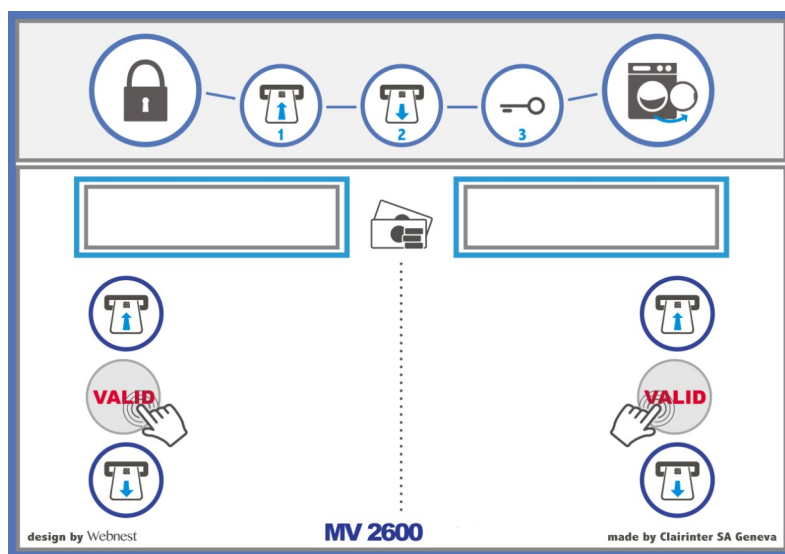 1
2
3
VALID
VALID
design by Webnest
MV 2600
made by Clairinter SA Geneva